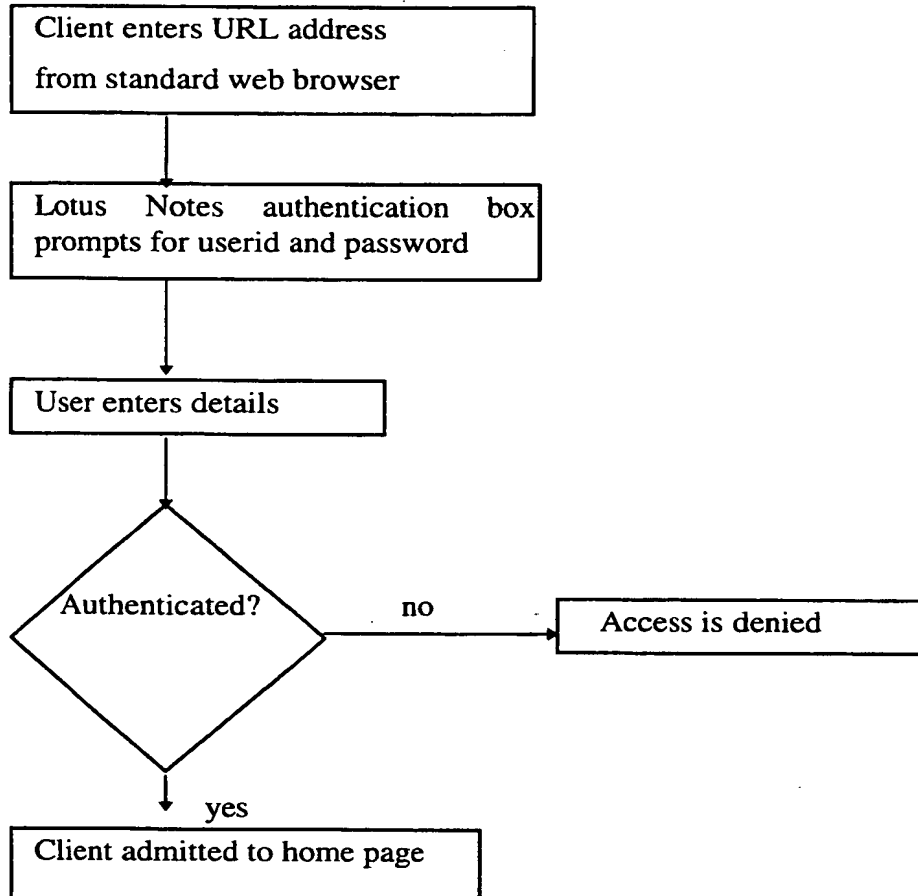 Client enters URL address
from standard web browser
Lotus Notes authentication box
prompts for userid and password
User enters details
Authenticated?
no
Access is denied
yes
Client admitted to home page